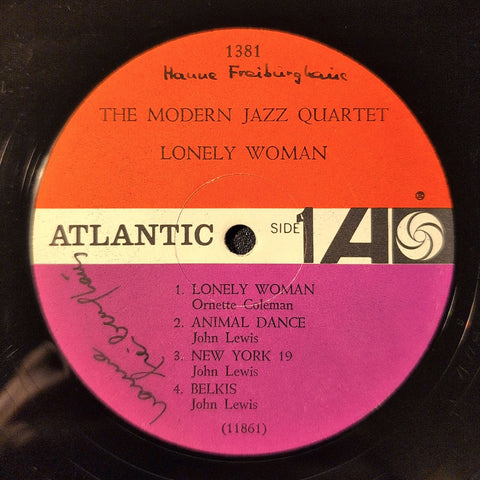 1381
Hanne Freiburghaus
THE MODERN JAZZ QUARTET
LONELY WOMAN
ATLANTIC
SIDE 1
A
1. LONELY WOMAN
Ornette Coleman
2. ANIMAL DANCE
John Lewis
3. NEW YORK 19
John Lewis
4. BELKIS
John Lewis
(11861)